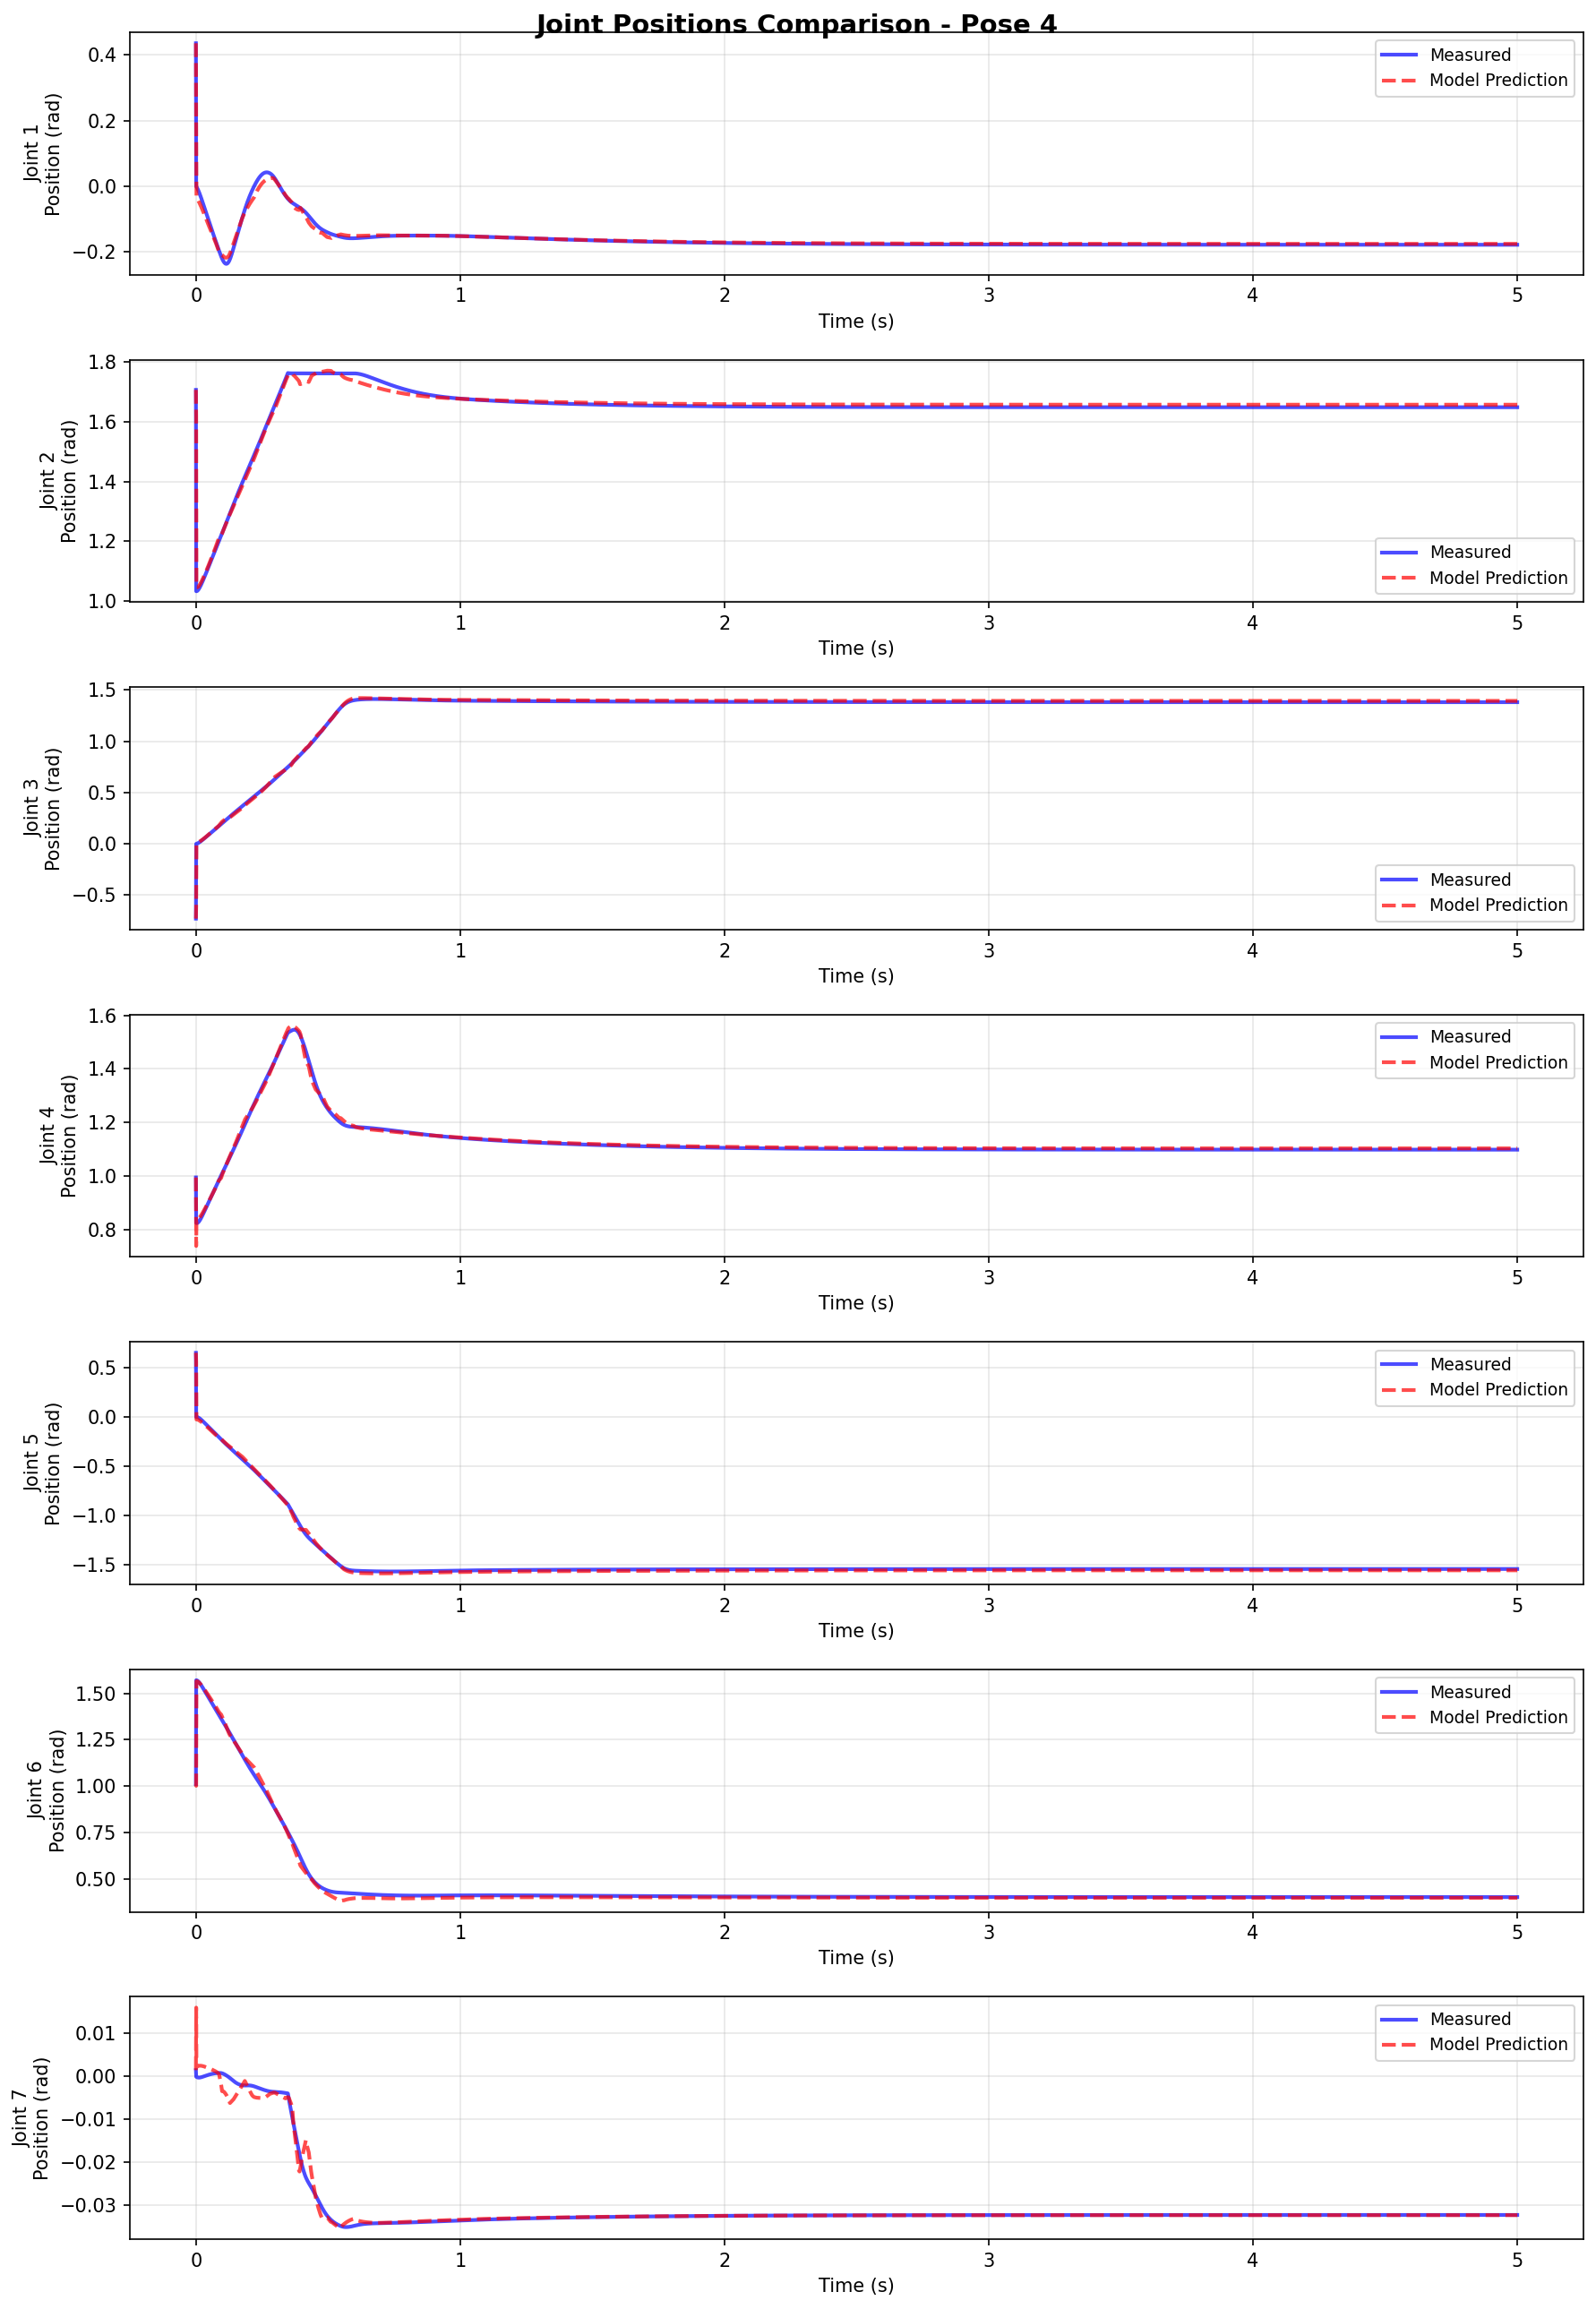 Joint Positions Comparison - Pose 4
Joint 1
Position (rad)
0.4
0.2
0.0
−0.2
Measured
Model Prediction
0 1 2 3 4 5
Time (s)
Joint 2
Position (rad)
1.8
1.6
1.4
1.2
1.0
Measured
Model Prediction
0 1 2 3 4 5
Time (s)
Joint 3
Position (rad)
1.5
1.0
0.5
0.0
−0.5
Measured
Model Prediction
0 1 2 3 4 5
Time (s)
Joint 4
Position (rad)
1.6
1.4
1.2
1.0
0.8
Measured
Model Prediction
0 1 2 3 4 5
Time (s)
Joint 5
Position (rad)
0.5
0.0
−0.5
−1.0
−1.5
Measured
Model Prediction
0 1 2 3 4 5
Time (s)
Joint 6
Position (rad)
1.50
1.25
1.00
0.75
0.50
Measured
Model Prediction
0 1 2 3 4 5
Time (s)
Joint 7
Position (rad)
0.01
0.00
−0.01
−0.02
−0.03
Measured
Model Prediction
0 1 2 3 4 5
Time (s)